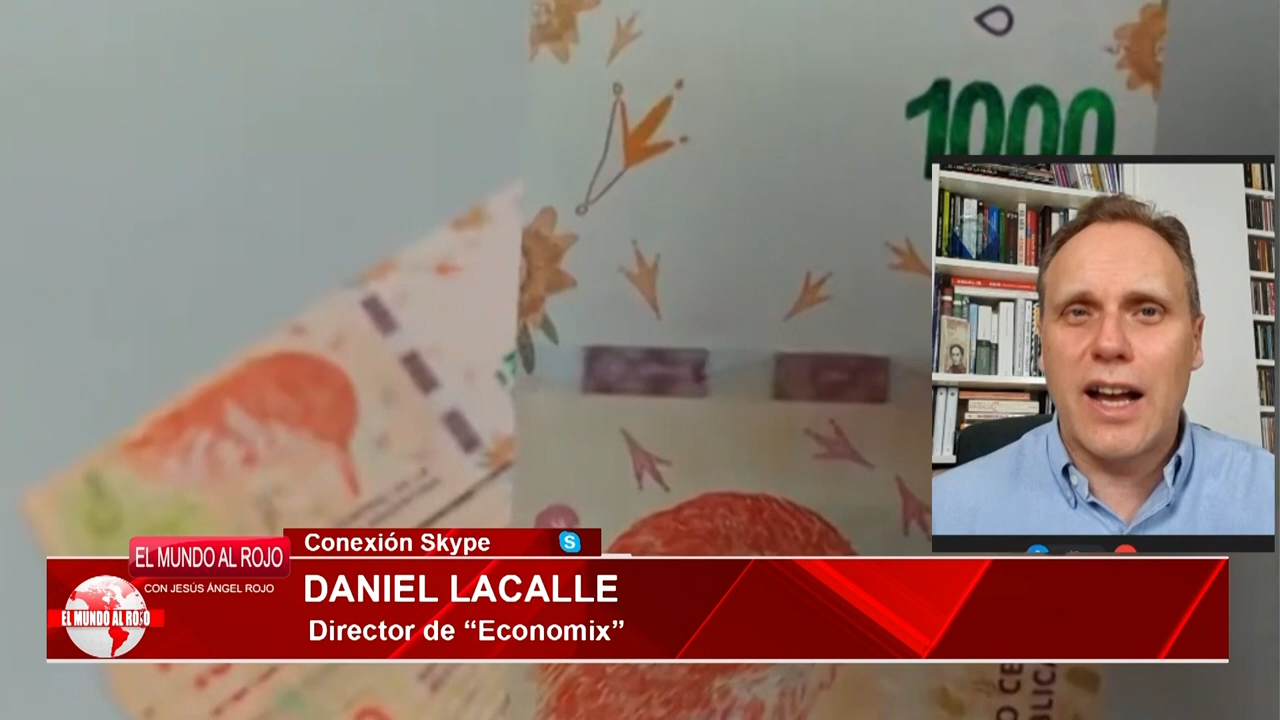 1000
Conexión Skype
EL MUNDO AL ROJO
CON JESÚS ÁNGEL ROJO
EL MUNDO AL ROJO
DANIEL LACALLE
Director de “Economix”